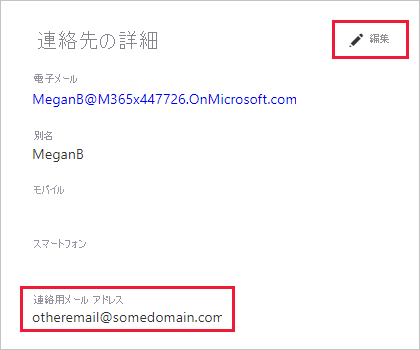 連絡先の詳細
編集
電子メール
MeganB@M365x447726.OnMicrosoft.com
別名
MeganB
モバイル
スマートフォン
連絡用メール アドレス
otheremail@somedomain.com